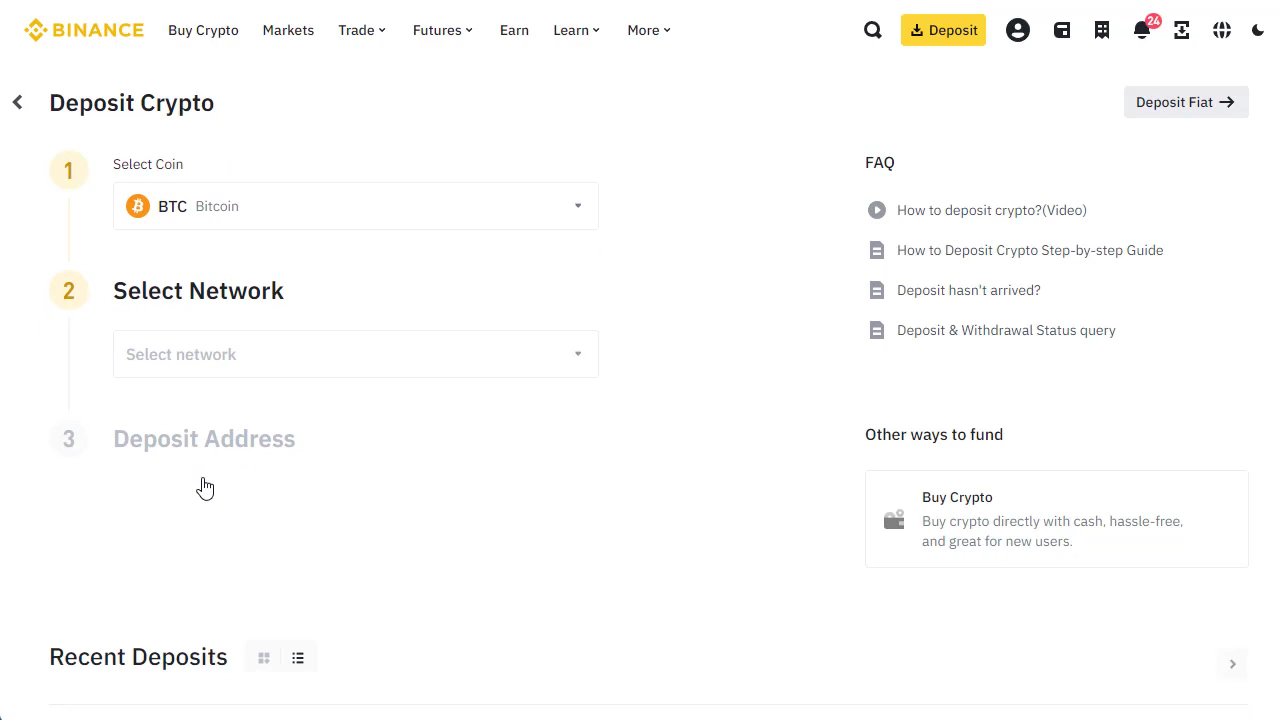 BINANCE Buy Crypto Markets Trade Futures Earn Learn More Deposit 24
Deposit Crypto
Deposit Fiat
1 Select Coin
BTC Bitcoin
2 Select Network
Select network
3 Deposit Address
FAQ
How to deposit crypto?(Video)
How to Deposit Crypto Step-by-step Guide
Deposit hasn't arrived?
Deposit & Withdrawal Status query
Other ways to fund
Buy Crypto
Buy crypto directly with cash, hassle-free,
and great for new users.
Recent Deposits